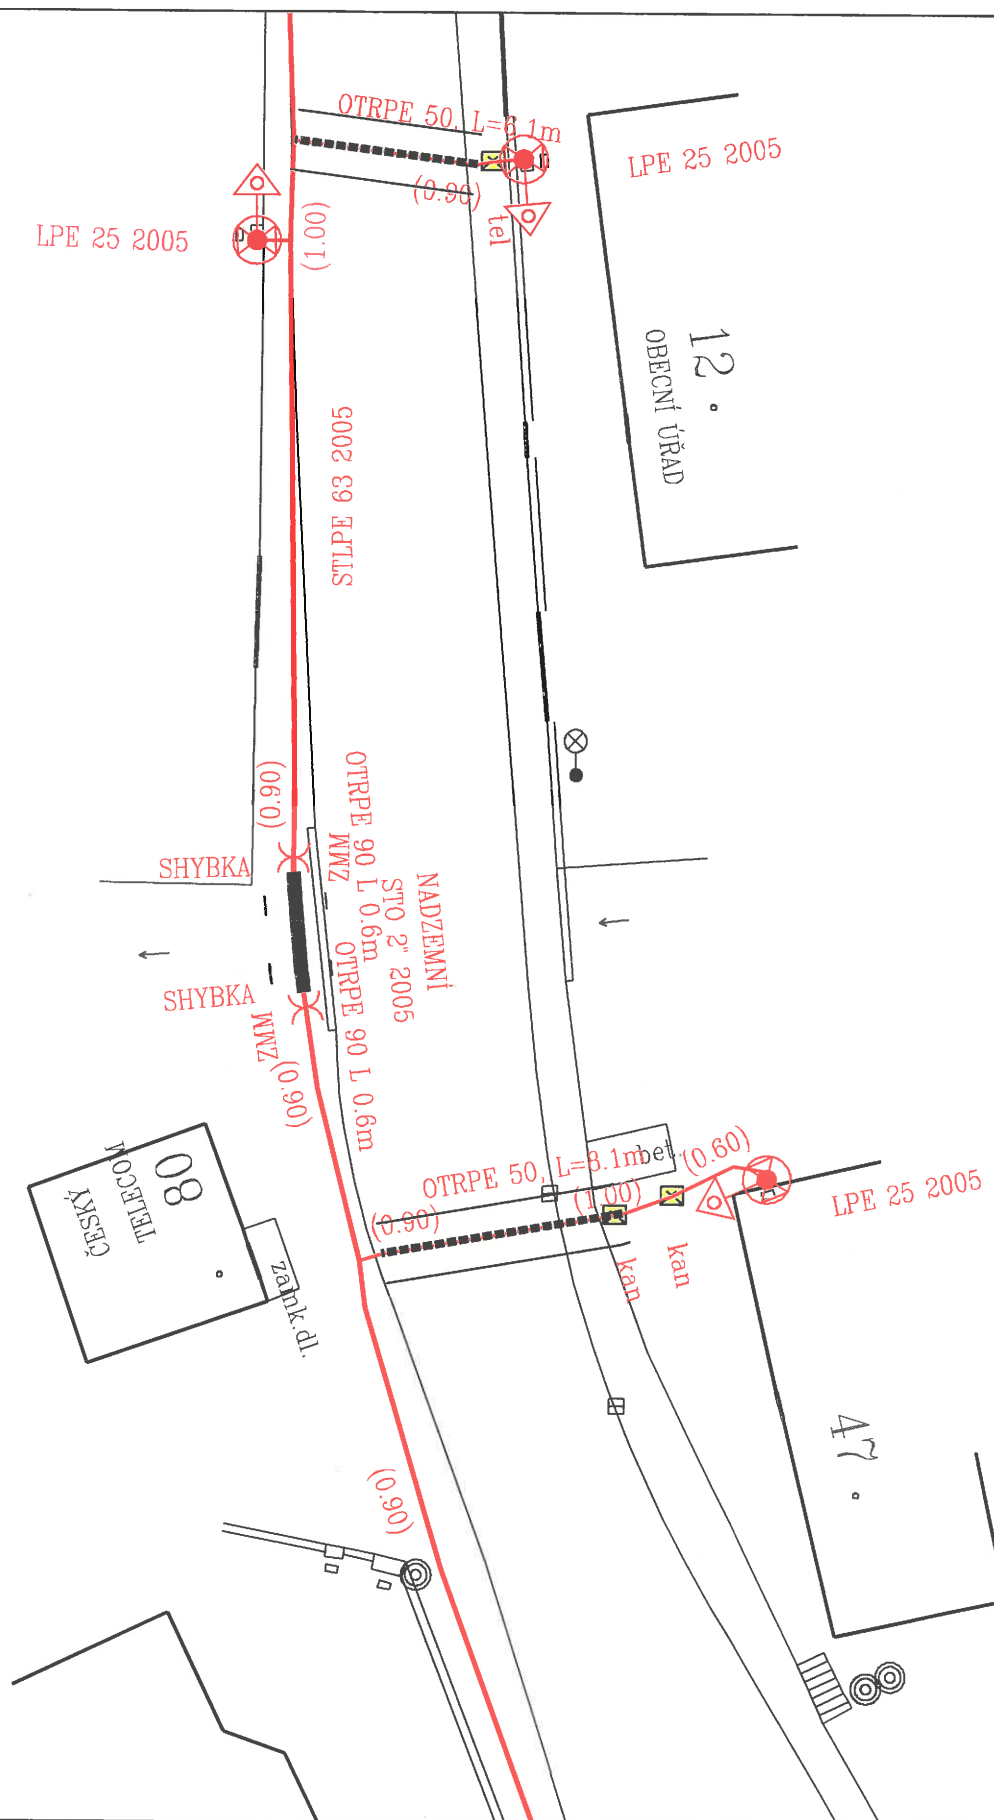 OTRPE 50, L=6.1m
LPE 25 2005
(0.90)
tel
LPE 25 2005
(1.00)
12
OBECNÍ ÚŘAD
STLPE 63 2005
(0.90)
OTRPE 90 L 0.6m
WWZ
SHYBKA
NADZEMNÍ
STO 2" 2005
OTRPE 90 L 0.6m
SHYBKA
WWZ
(0.90)
bet.
(0.60)
OTRPE 50, L=8.1m
(1.00)
(0.90)
LPE 25 2005
kan
kan
80
ČESKÝ
TELECOM
zamk.dl.
47
(0.90)